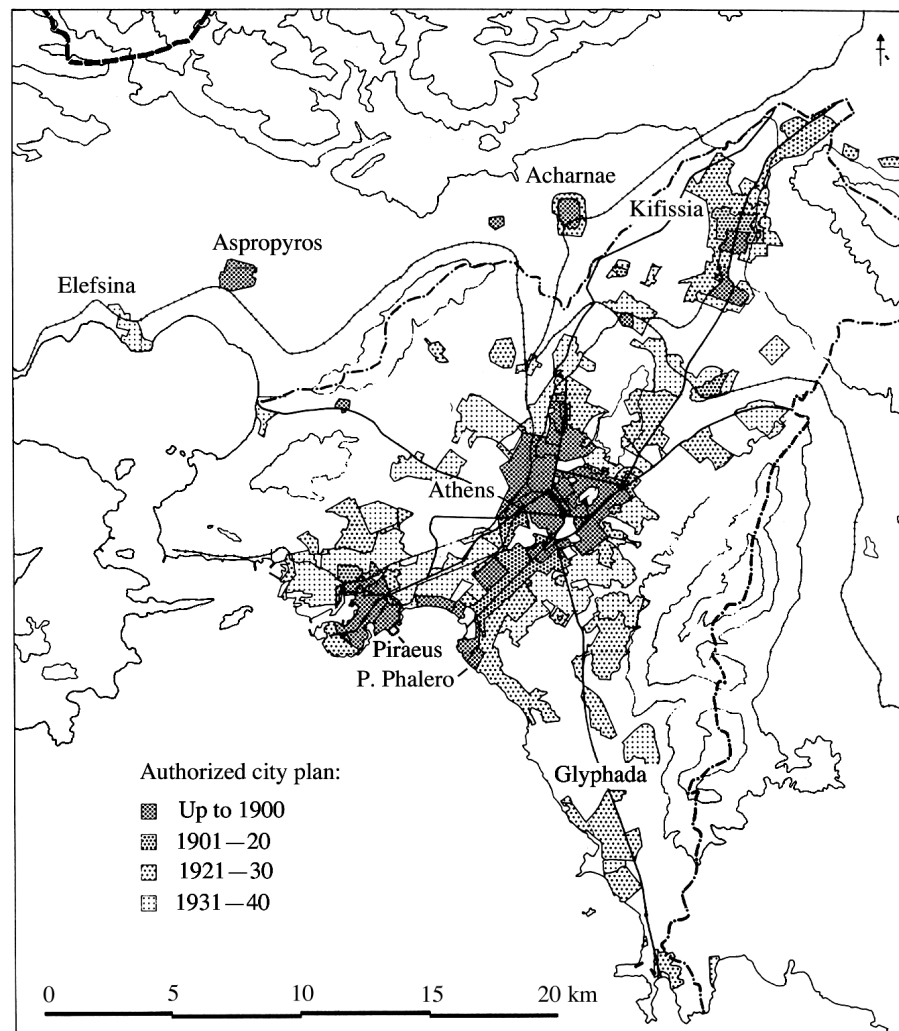 Acharnae
Kifissia
Aspropyros
Elefsina
Athens
Piraeus
P. Phalero
Glyphada
Authorized city plan:
Up to 1900
1901—20
1921—30
1931—40
0 5 10 15 20 km